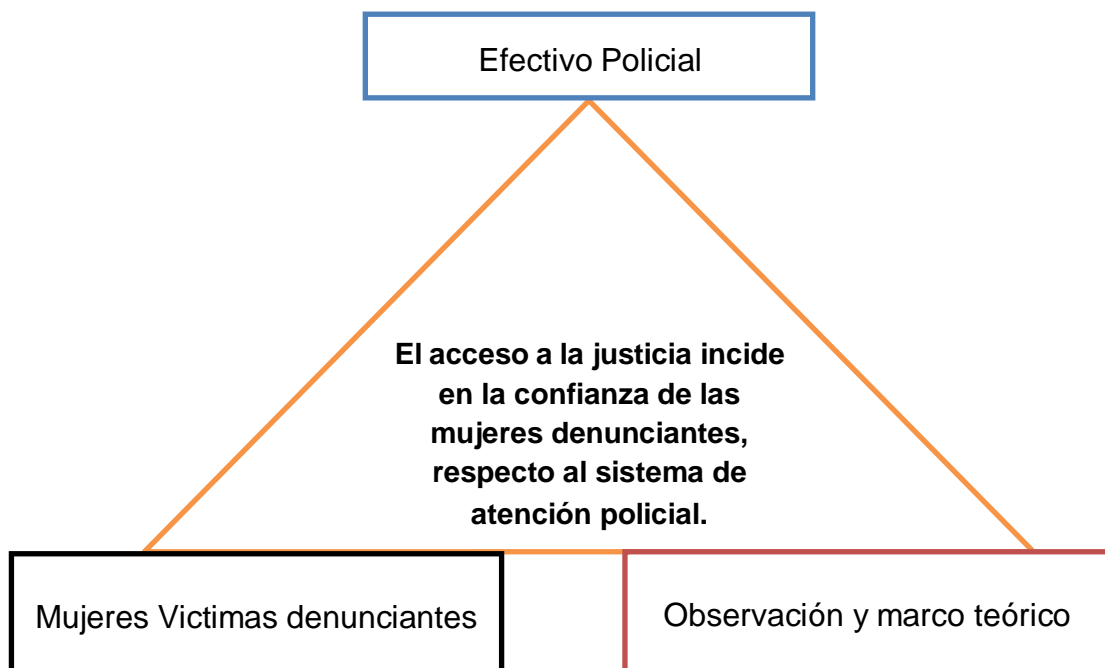 Efectivo Policial
El acceso a la justicia incide
en la confianza de las
mujeres denunciantes,
respecto al sistema de
atención policial.
Mujeres Victimas denunciantes
Observación y marco teórico